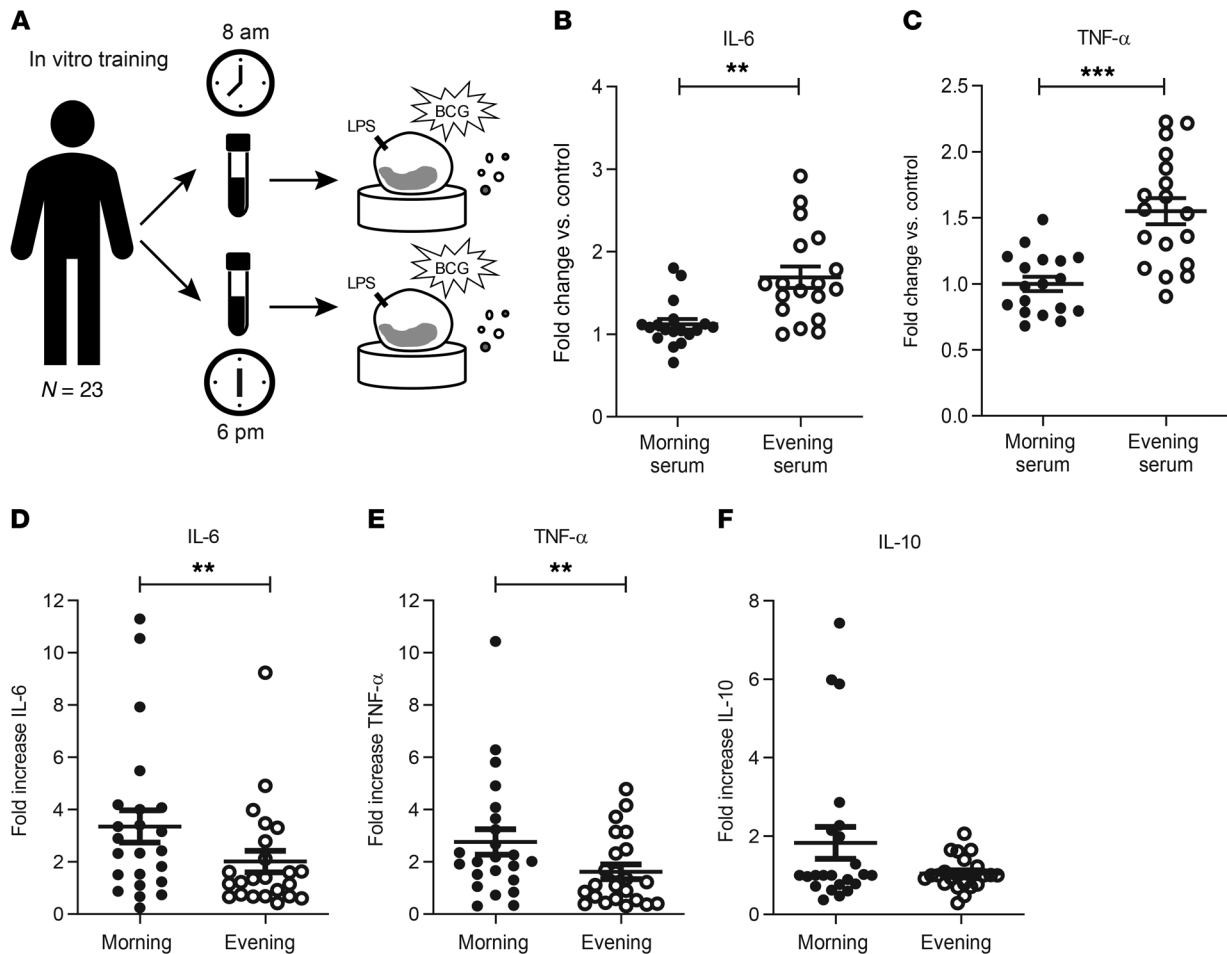 A
In vitro training
8 am
LPS
BCG
LPS
BCG
N = 23
6 pm
B
IL-6
**
Fold change vs. control
4
3
2
1
0
Morning
serum
Evening
serum
C
TNF-α
***
Fold change vs. control
2.5
2.0
1.5
1.0
0.5
0.0
Morning
serum
Evening
serum
D
IL-6
**
Fold increase IL-6
12
10
8
6
4
2
0
Morning
Evening
E
TNF-α
**
Fold increase TNF-α
12
10
8
6
4
2
0
Morning
Evening
F
IL-10
Fold increase IL-10
8
6
4
2
0
Morning
Evening